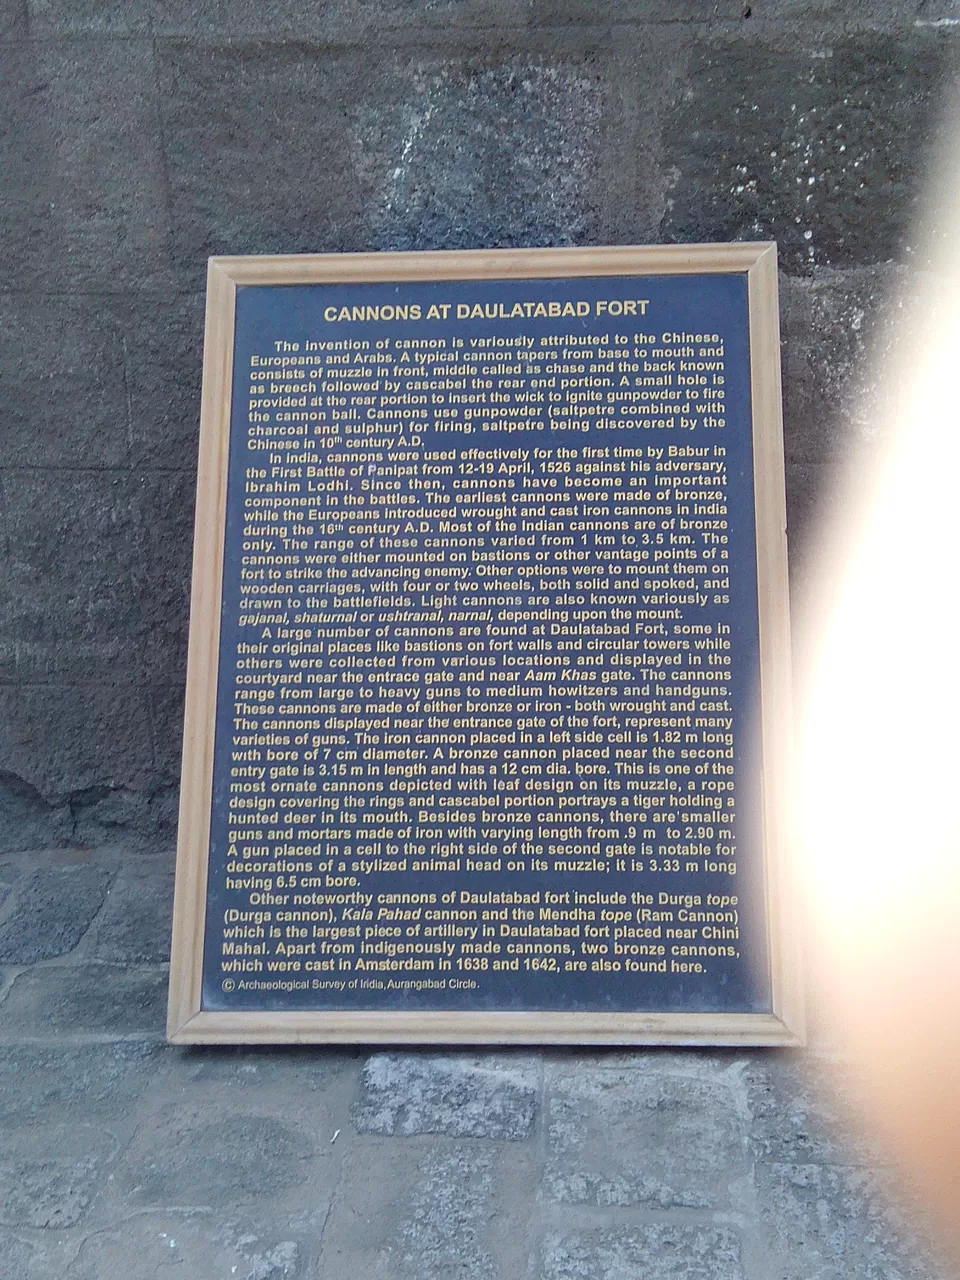 CANNONS AT DAULATABAD FORT
The invention of cannon is variously attributed to the Chinese,
Europeans and Arabs. A typical cannon tapers from base to mouth and
consists of muzzle in front, middle called as chase and the back known
as breech followed by cascabel the rear end portion. A small hole is
provided at the rear portion to insert the wick to ignite gunpowder to fire
the cannon ball. Cannons use gunpowder (saltpetre combined with
charcoal and sulphur) for firing, saltpetre being discovered by the
Chinese in 10th century A.D.
In india, cannons were used effectively for the first time by Babur in
the First Battle of Panipat from 12-19 April, 1526 against his adversary,
Ibrahim Lodhi. Since then, cannons have become an important
component in the battles. The earliest cannons were made of bronze,
while the Europeans introduced wrought and cast iron cannons in india
during the 16th century A.D. Most of the Indian cannons are of bronze
only. The range of these cannons varied from 1 km to 3.5 km. The
cannons were either mounted on bastions or other vantage points of a
fort to strike the advancing enemy. Other options were to mount them on
wooden carriages, with four or two wheels, both solid and spoked, and
drawn to the battlefields. Light cannons are also known variously as
gajanal, shaturnal or ushtranal, narnal, depending upon the mount.
A large number of cannons are found at Daulatabad Fort, some in
their original places like bastions on fort walls and circular towers while
others were collected from various locations and displayed in the
courtyard near the entrace gate and near Aam Khas gate. The cannons
range from large to heavy guns to medium howitzers and handguns.
These cannons are made of either bronze or iron - both wrought and cast.
The cannons displayed near the entrance gate of the fort, represent many
varieties of guns. The iron cannon placed in a left side cell is 1.82 m long
with bore of 7 cm diameter. A bronze cannon placed near the second
entry gate is 3.15 m in length and has a 12 cm dia. bore. This is one of the
most ornate cannons depicted with leaf design on its muzzle, a rope
design covering the rings and cascabel portion portrays a tiger holding a
hunted deer in its mouth. Besides bronze cannons, there are smaller
guns and mortars made of iron with varying length from .9 m to 2.90 m.
A gun placed in a cell to the right side of the second gate is notable for
decorations of a stylized animal head on its muzzle; it is 3.33 m long
having 6.5 cm bore.
Other noteworthy cannons of Daulatabad fort include the Durga tope
(Durga cannon), Kala Pahad cannon and the Mendha tope (Ram Cannon)
which is the largest piece of artillery in Daulatabad fort placed near Chini
Mahal. Apart from indigenously made cannons, two bronze cannons,
which were cast in Amsterdam in 1638 and 1642, are also found here.
© Archaeological Survey of India, Aurangabad Circle.